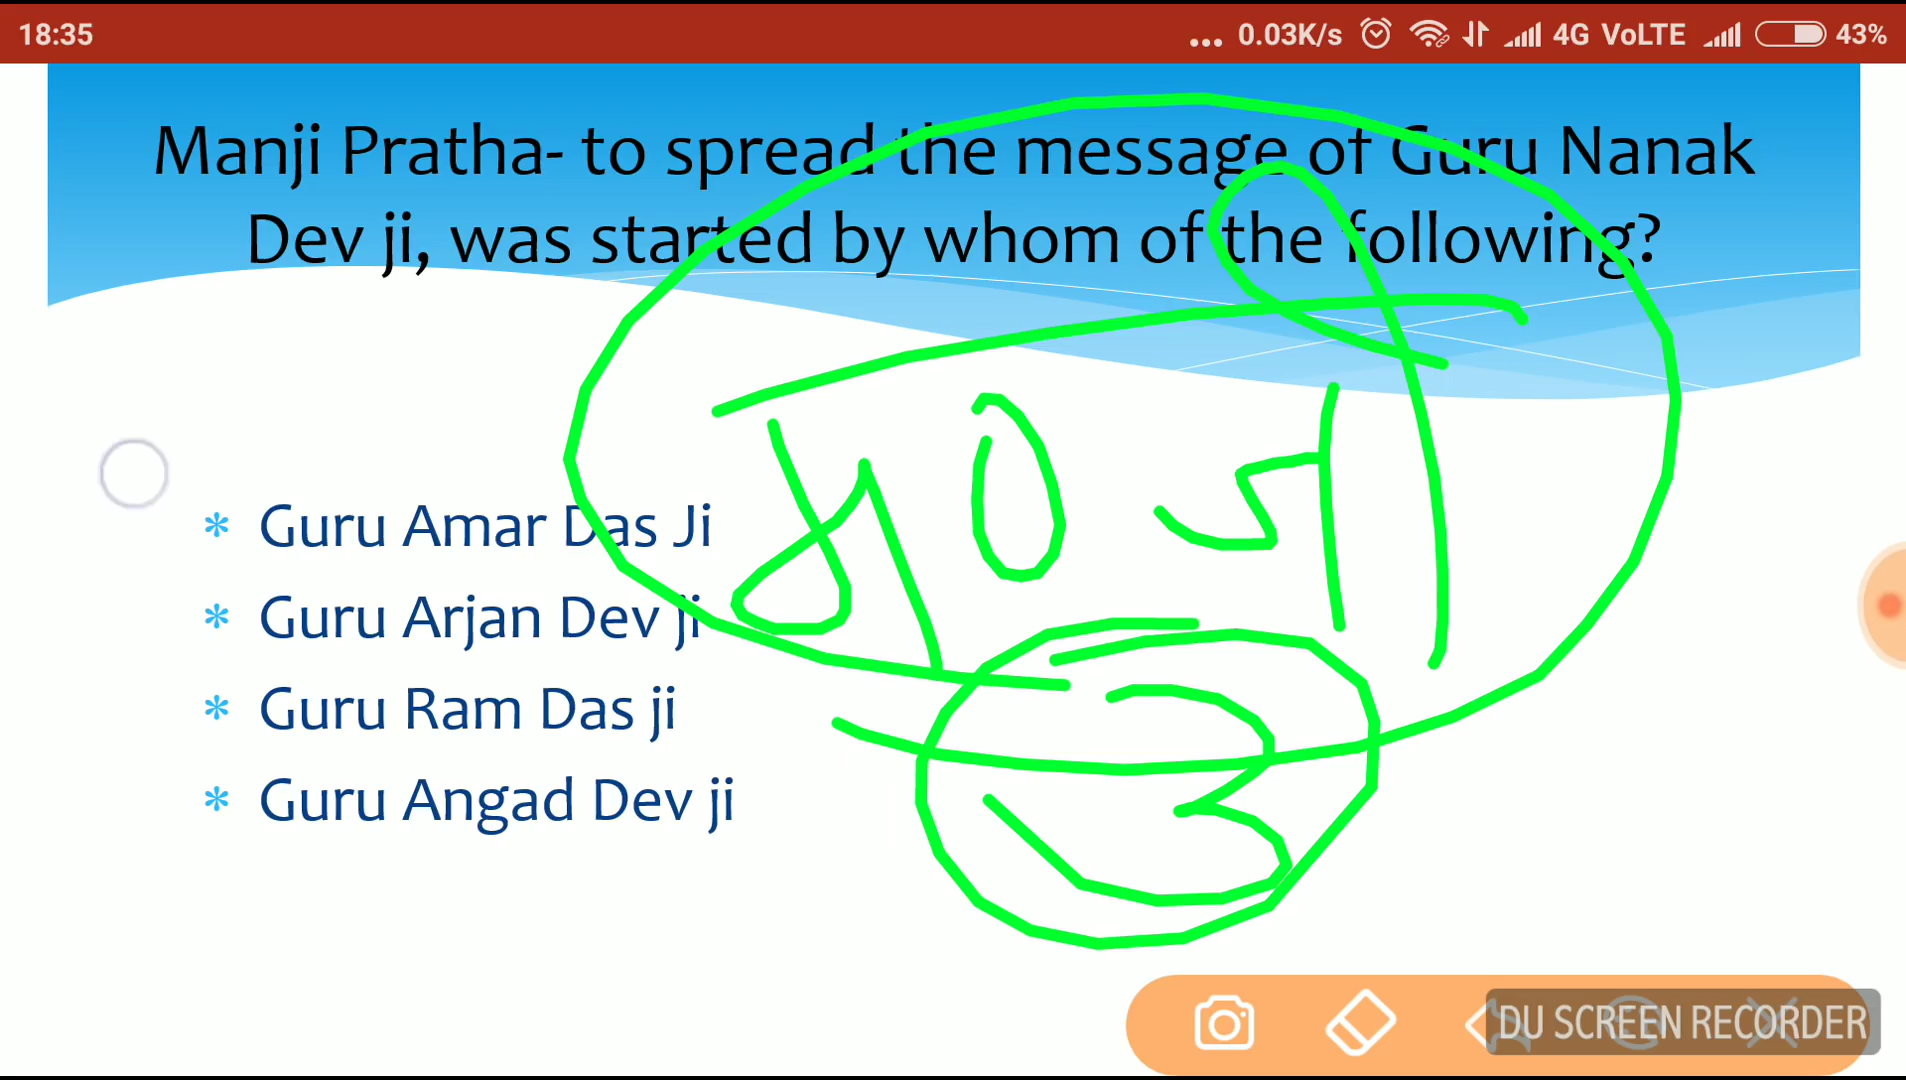 18:35
... 0.03K/s 4G VoLTE 43%
Manji Pratha- to spread the message of Guru Nanak
Dev ji, was started by whom of the following?
* Guru Amar Das Ji
* Guru Arjan Dev ji
* Guru Ram Das ji
* Guru Angad Dev ji
3
DU SCREEN RECORDER